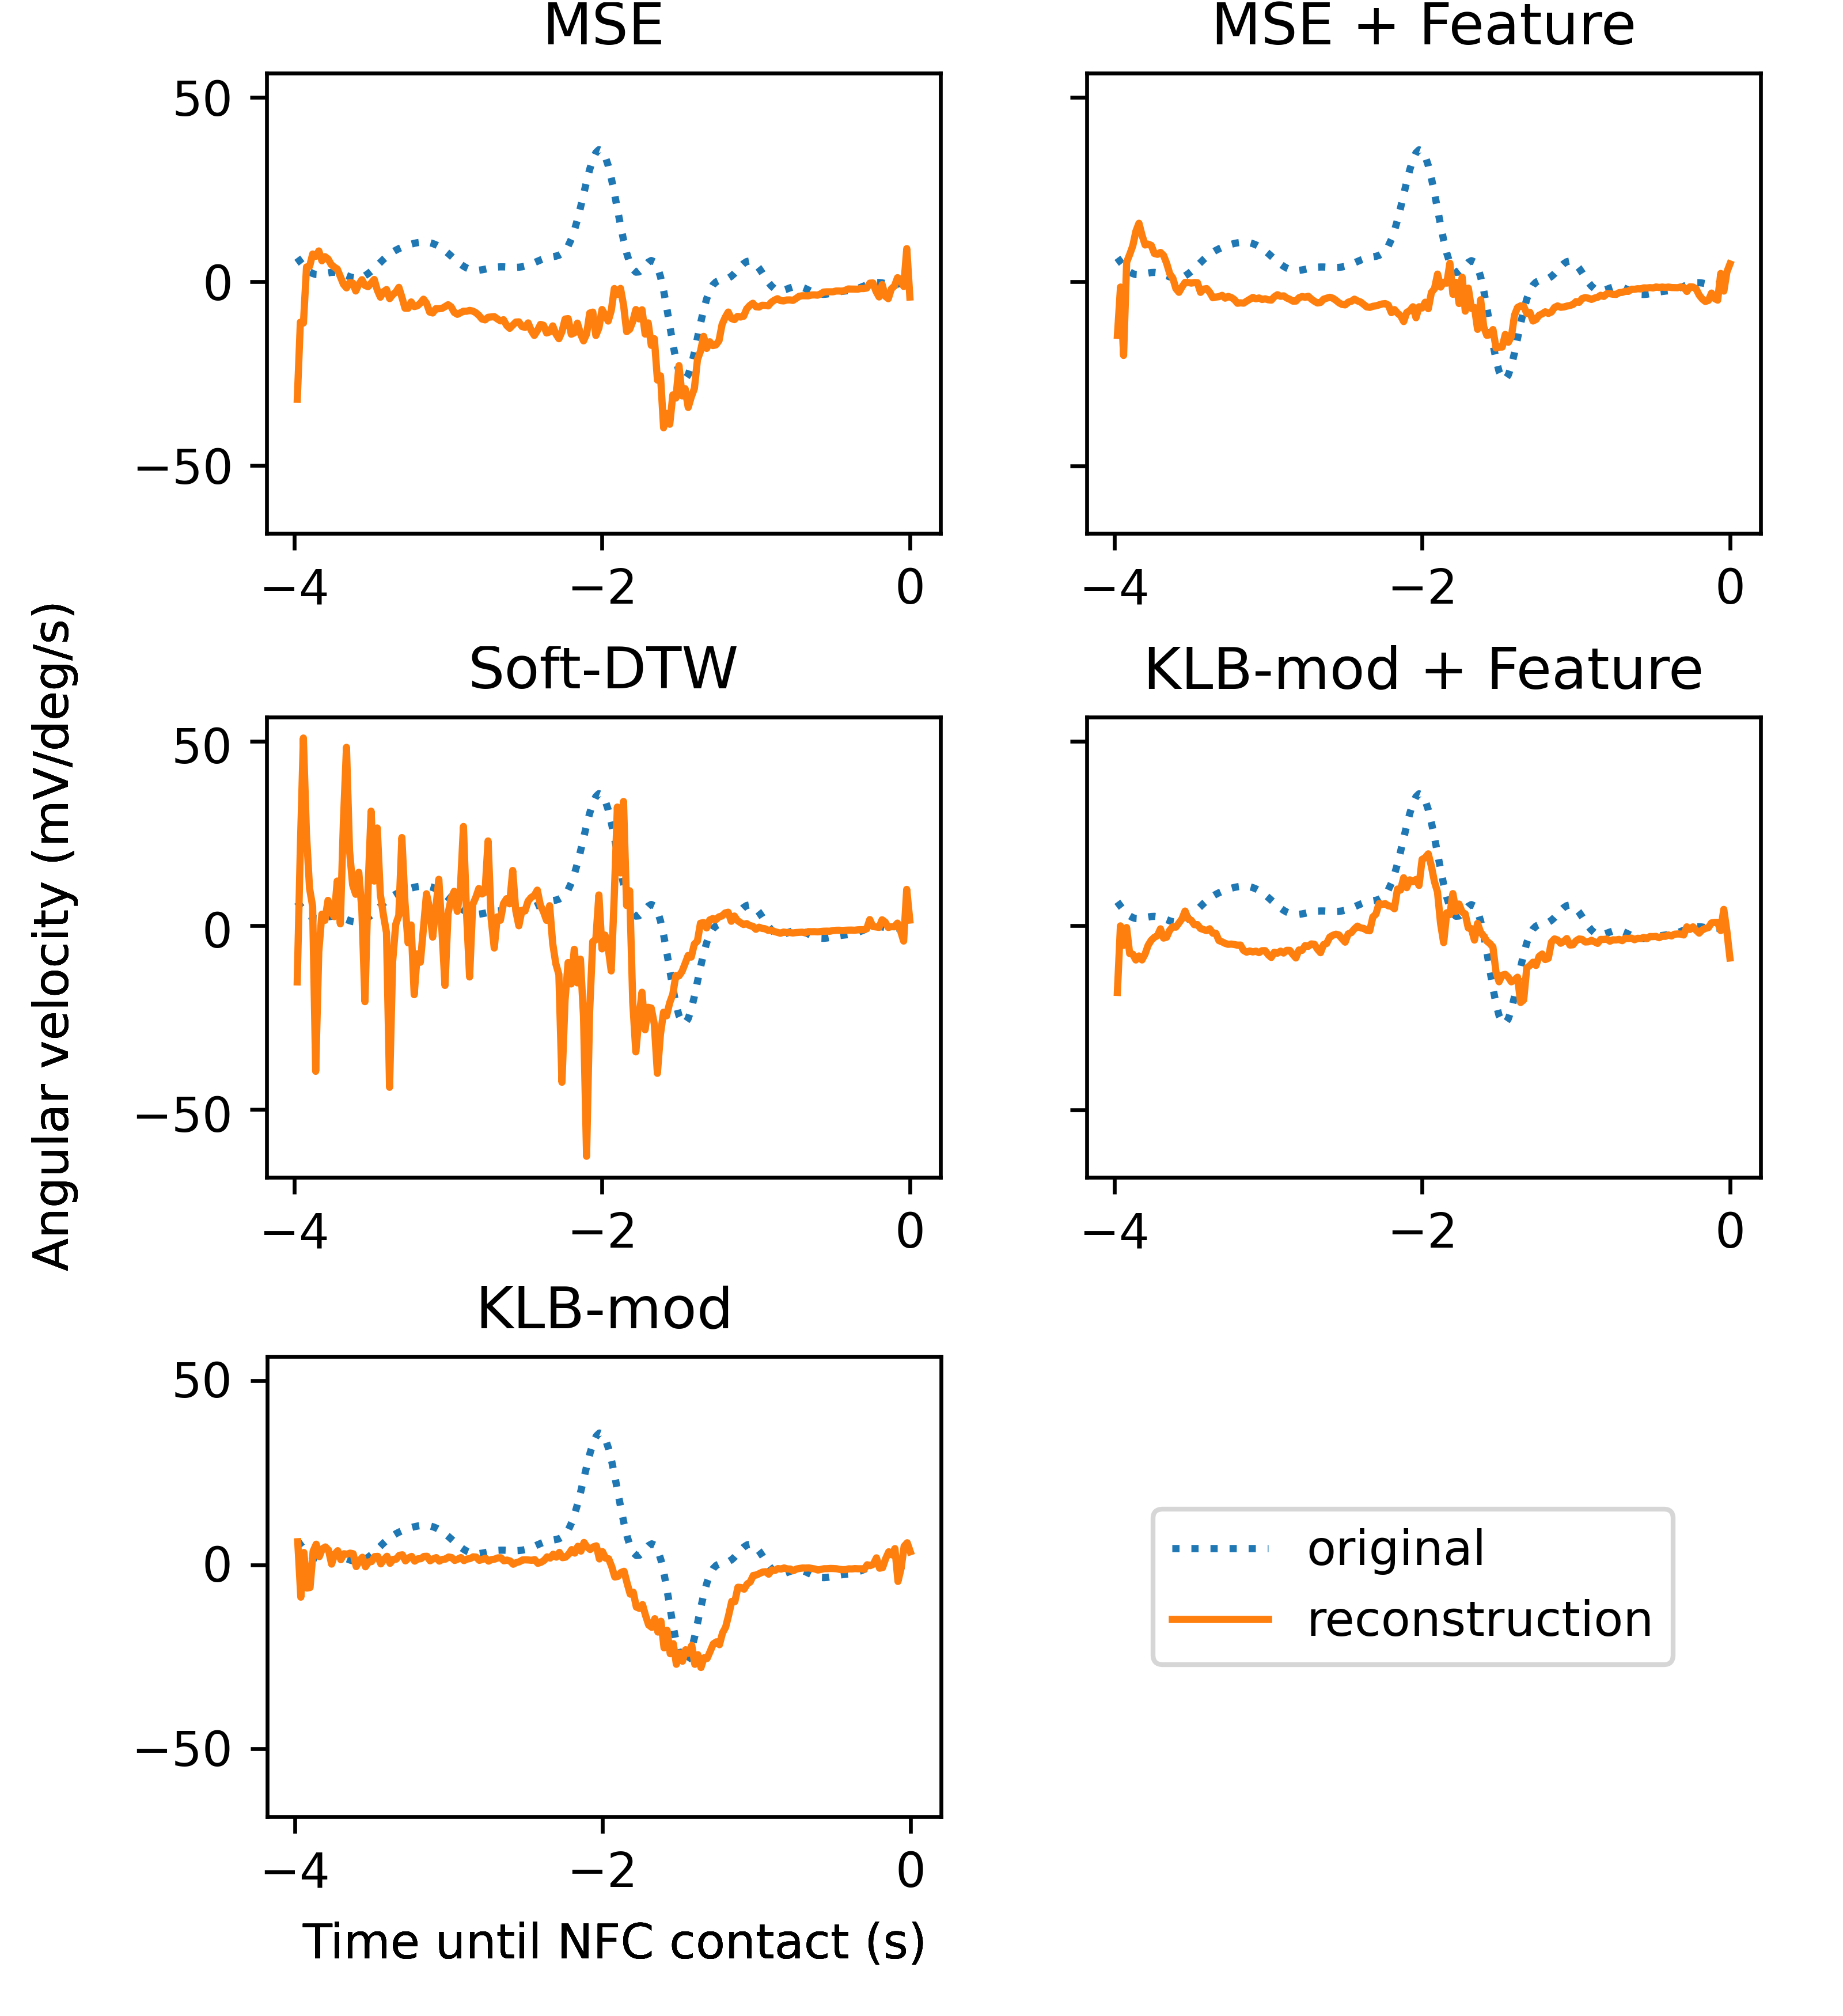 MSE
MSE + Feature
50
0
−50
−4
−2
0
−4
−2
0
Angular velocity (mV/deg/s)
Soft-DTW
KLB-mod + Feature
50
0
−50
−4
−2
0
−4
−2
0
KLB-mod
50
0
−50
−4
−2
0
Time until NFC contact (s)
original
reconstruction